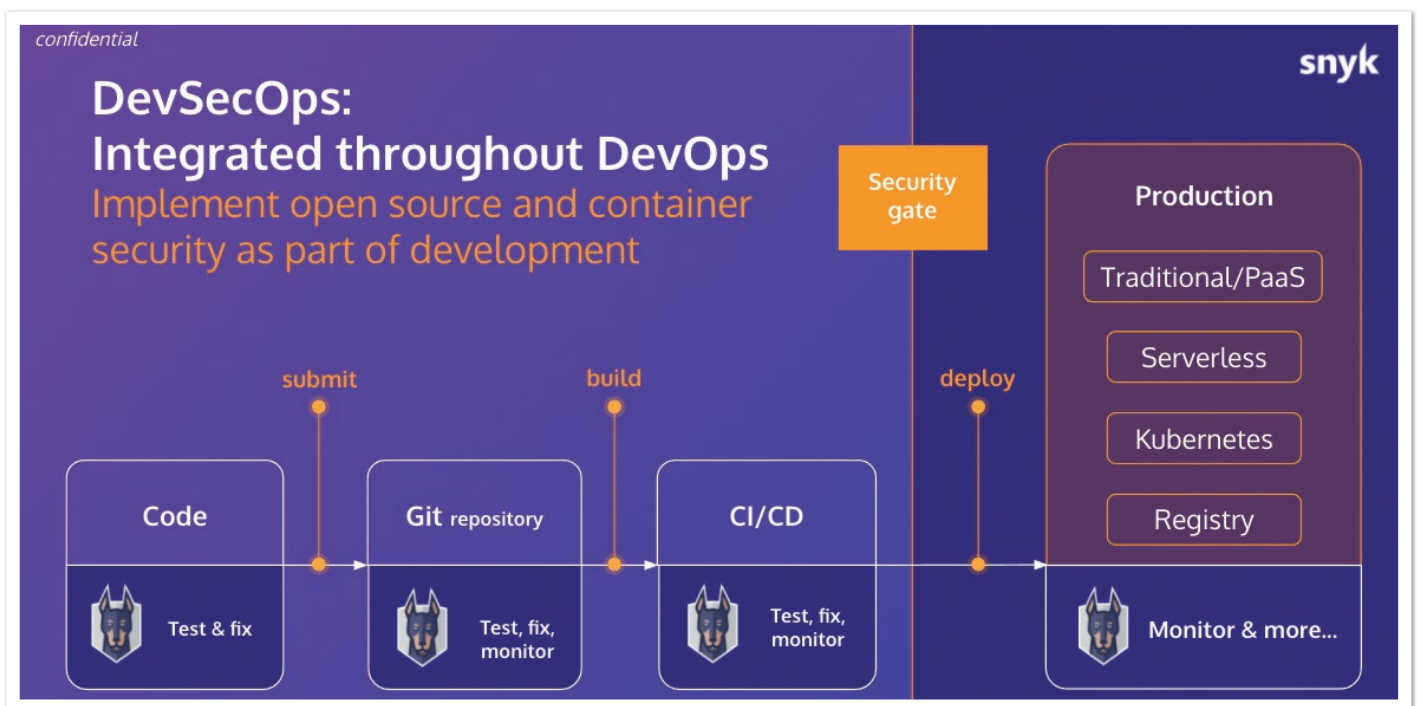 confidential
snyk
DevSecOps:
Integrated throughout DevOps
Implement open source and container
security as part of development
Security
gate
Production
Traditional/PaaS
Serverless
Kubernetes
Registry
submit
build
deploy
Code
Git repository
CI/CD
Test & fix
Test, fix,
monitor
Test, fix,
monitor
Monitor & more...